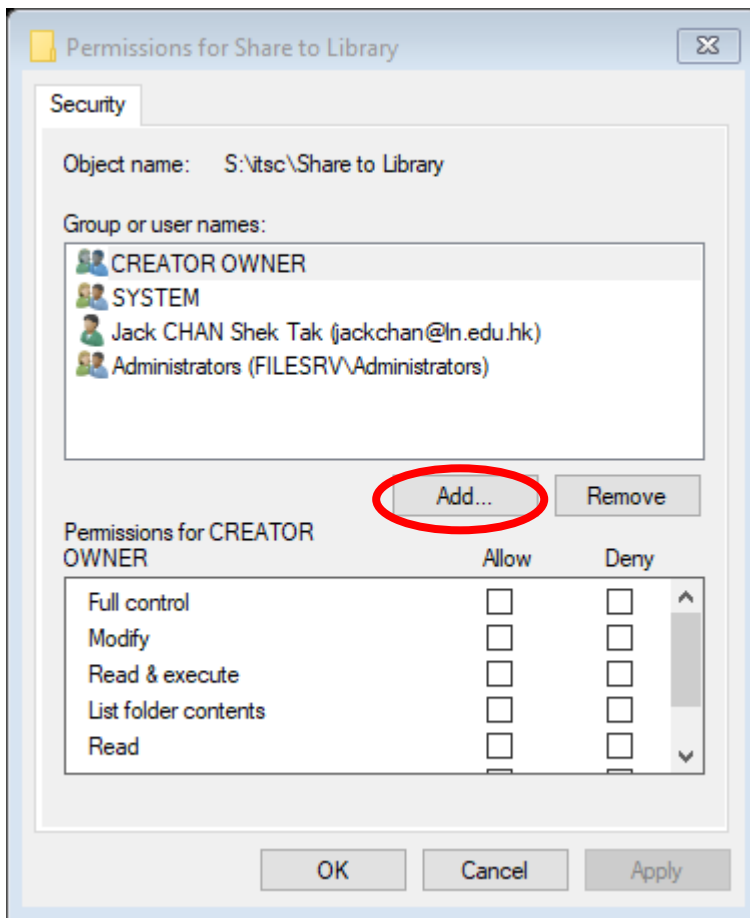 Permissions for Share to Library
Security
Object name: S:\itsc\Share to Library
Group or user names:
CREATOR OWNER
SYSTEM
Jack CHAN Shek Tak (jackchan@ln.edu.hk)
Administrators (FILESRV\Administrators)
Add... Remove
Permissions for CREATOR
OWNER Allow Deny
Full control
Modify
Read & execute
List folder contents
Read
OK Cancel Apply